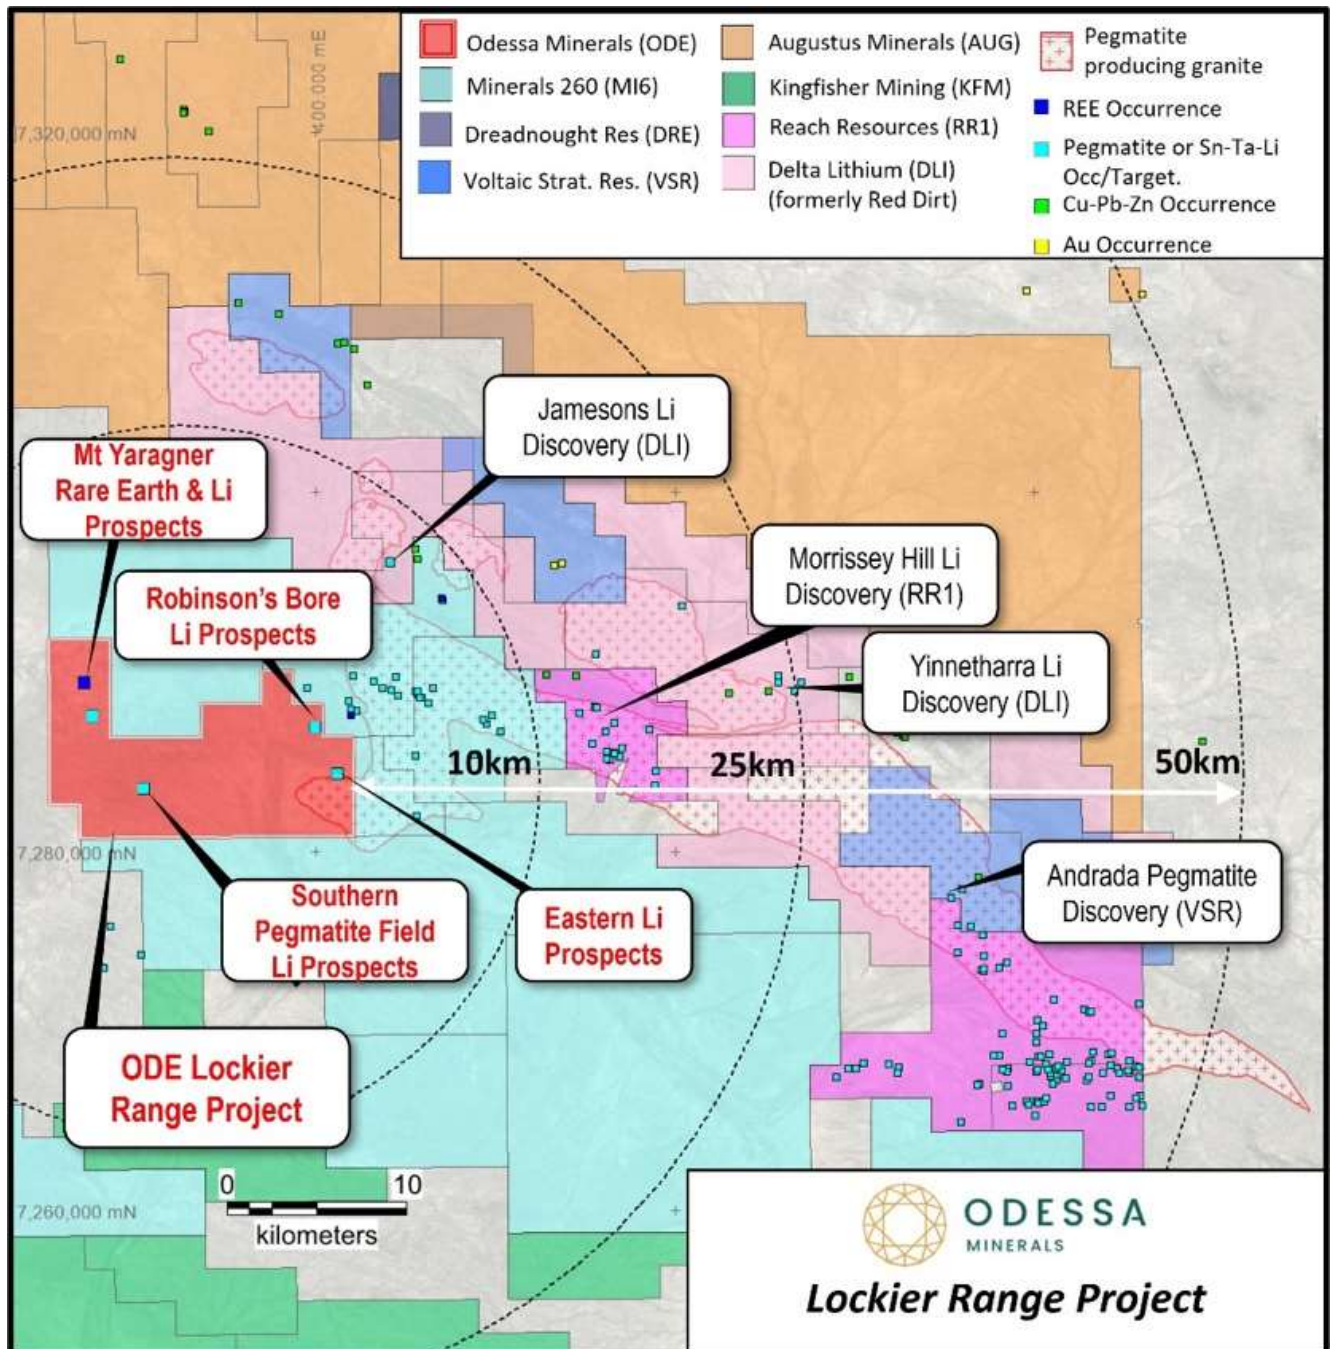 Odessa Minerals (ODE)
Minerals 260 (MI6)
Dreadnought Res (DRE)
Voltaic Strat. Res. (VSR)
Augustus Minerals (AUG)
Kingfisher Mining (KFM)
Reach Resources (RR1)
Delta Lithium (DLI)
(formerly Red Dirt)
Pegmatite
producing granite
REE Occurrence
Pegmatite or Sn-Ta-Li
Occ/Target.
Cu-Pb-Zn Occurrence
Au Occurrence
400.000 mE
7,320,000 mN
Jamesons Li
Discovery (DLI)
Mt Yaragner
Rare Earth & Li
Prospects
Robinson's Bore
Li Prospects
Morrissey Hill Li
Discovery (RR1)
Yinnetharra Li
Discovery (DLI)
10km
25km
50km
7,280,000 mN
Southern
Pegmatite Field
Li Prospects
Eastern Li
Prospects
Andrada Pegmatite
Discovery (VSR)
ODE Lockier
Range Project
0 10
kilometers
7,260,000 mN
ODESSA
MINERALS
Lockier Range Project